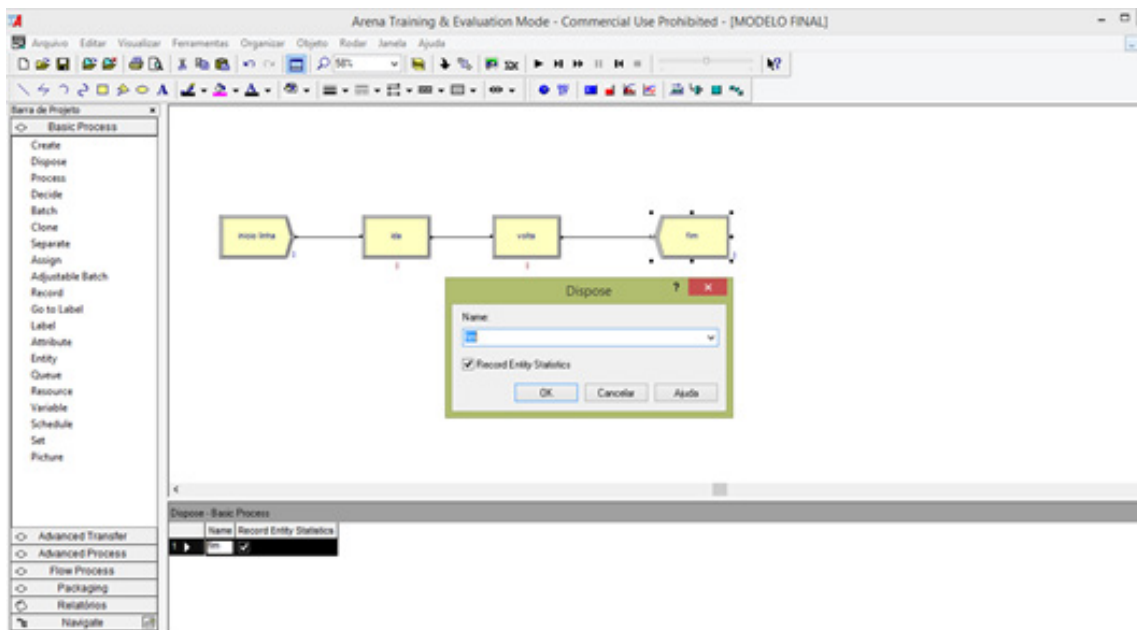 Arena Training & Evaluation Mode - Commercial Use Prohibited - [MODELO FINAL]
Arquivo Editar Visualizar Ferramentas Organizar Objeto Rodar Janela Ajuda
58%
Barra de Projeto
Basic Process
Create
Dispose
Process
Decide
Batch
Clone
Separate
Assign
Adjustable Batch
Record
Go to Label
Label
Attribute
Entity
Queue
Resource
Variable
Schedule
Set
Picture
Advanced Transfer
Advanced Process
Flow Process
Packaging
Relatórios
Navigate
inicio linha
ida
volta
fim
Dispose
Name:
fim
Record Entity Statistics
OK Cancelar Ajuda
Dispose - Basic Process
Name Record Entity Statistics
1 fim